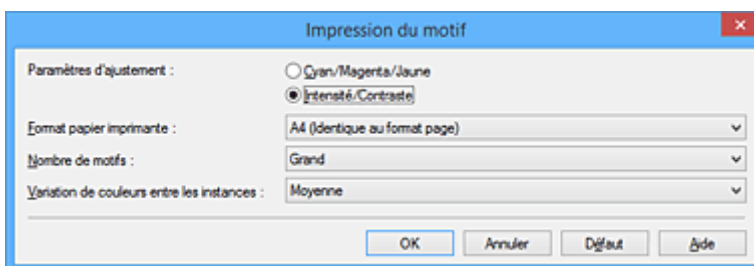 Impression du motif
Paramètres d'ajustement :
Cyan/Magenta/Jaune
Intensité/Contraste
Format papier imprimante :
A4 (Identique au format page)
Nombre de motifs :
Grand
Variation de couleurs entre les instances :
Moyenne
OK Annuler Défaut Aide